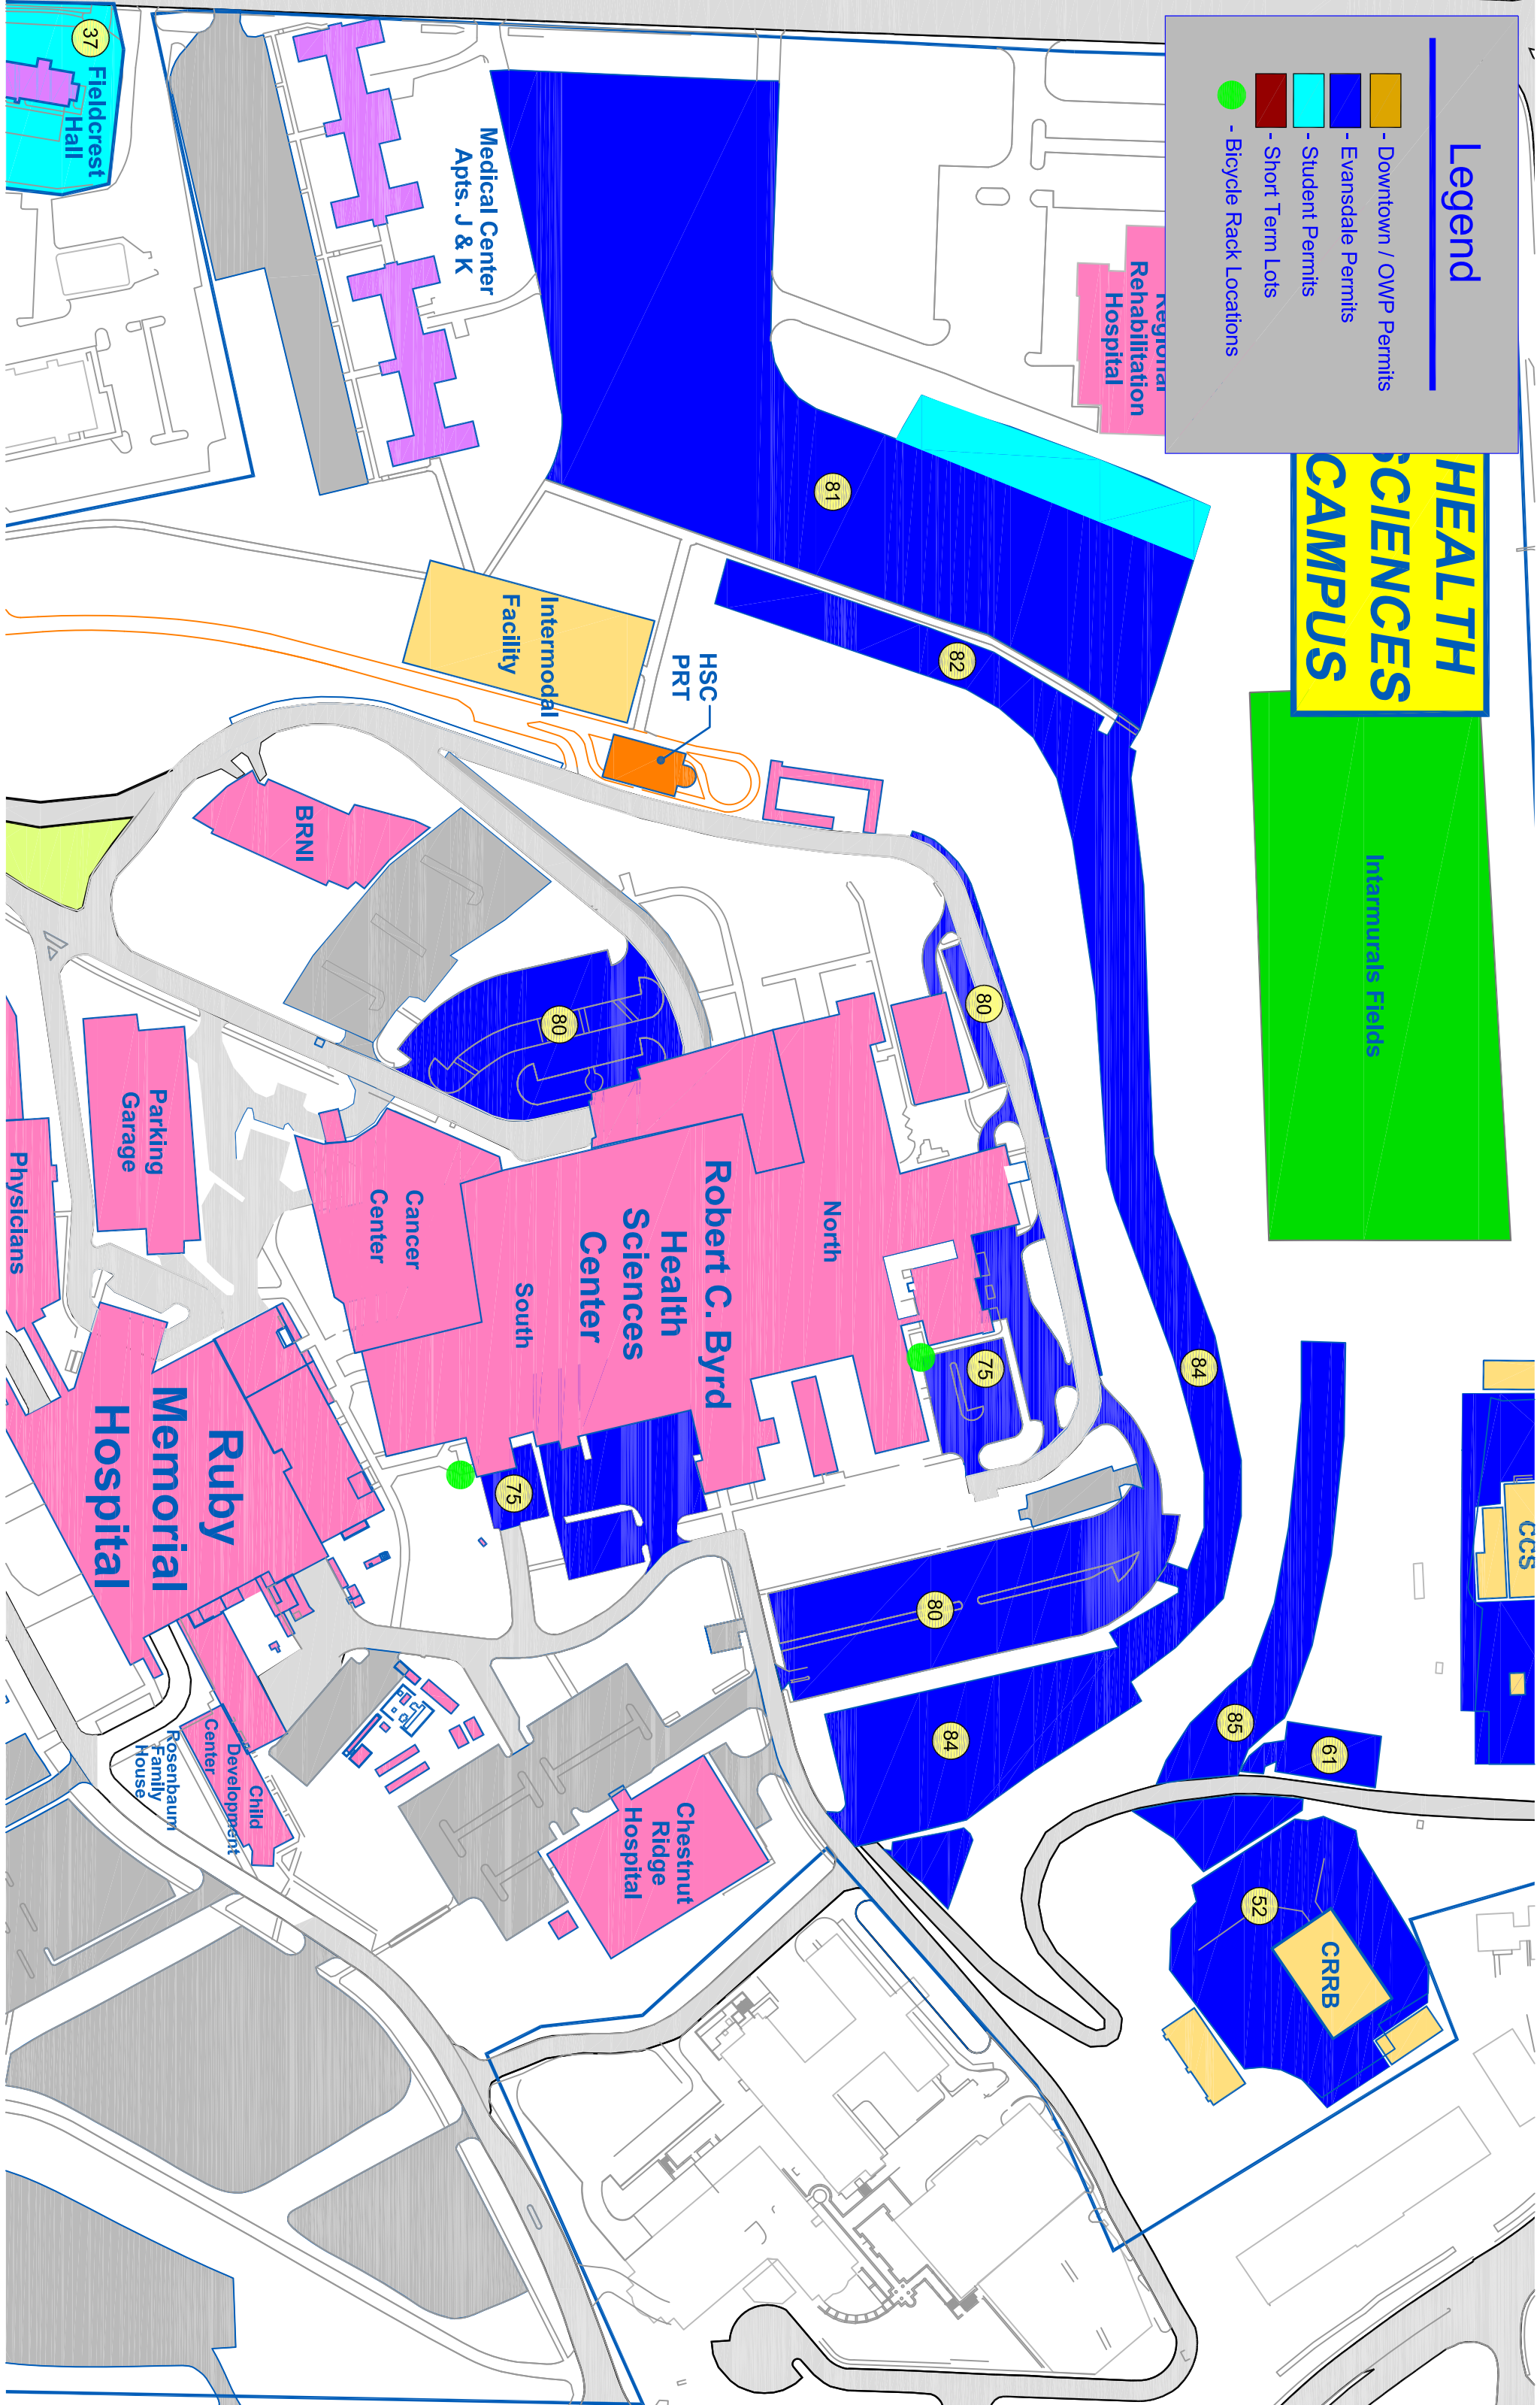 Legend
- Downtown / OWP Permits
- Evansdale Permits
- Student Permits
- Short Term Lots
- Bicycle Rack Locations
HEALTH
SCIENCES
CAMPUS
Intarmurals Fields
CCS
Regional
Rehabilitation
Hospital
81
82
84
85
61
52
CRRB
80
75
84
80
Medical Center
Apts. J & K
HSC
PRT
Intermodal
Facility
Robert C. Byrd
Health
Sciences
Center
North
South
80
75
Cancer
Center
BRNI
Chestnut
Ridge
Hospital
37
Fieldcrest
Hall
Parking
Garage
Physicians
Ruby
Memorial
Hospital
Child
Development
Center
Rosenbaum
Family
House